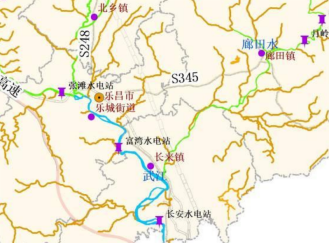 北乡镇
S248
廊田水
廊田镇
S345
高速
张滩水电站
乐昌市
乐城街道
富湾水电站
长来镇
武江
长安水电站